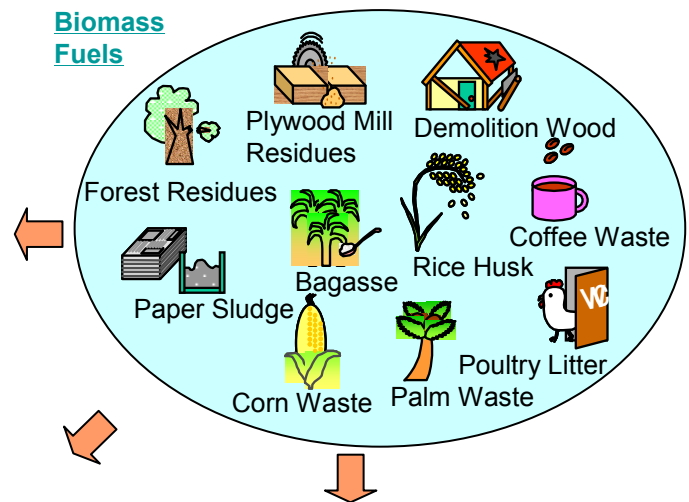 Biomass
Fuels
Plywood Mill
Residues
Demolition Wood
Forest Residues
Coffee Waste
Rice Husk
Bagasse
Paper Sludge
WC
Poultry Litter
Corn Waste
Palm Waste